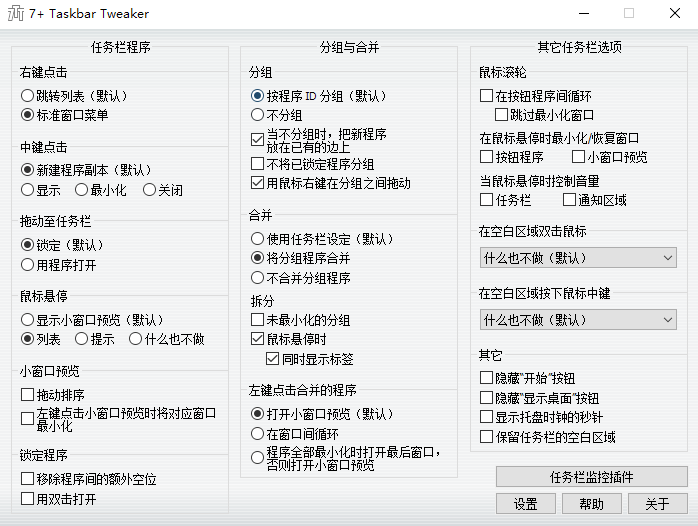 7+ Taskbar Tweaker
任务栏程序
右键点击
跳转列表（默认）
标准窗口菜单
中键点击
新建程序副本（默认）
显示 最小化 关闭
拖动至任务栏
锁定（默认）
用程序打开
鼠标悬停
显示小窗口预览（默认）
列表 提示 什么也不做
小窗口预览
拖动排序
左键点击小窗口预览时将对应窗口
最小化
锁定程序
移除程序间的额外空位
用双击打开
分组与合并
分组
按程序 ID 分组（默认）
不分组
当不分组时，把新程序
放在已有的边上
不将已锁定程序分组
用鼠标右键在分组之间拖动
合并
使用任务栏设定（默认）
将分组程序合并
不合并分组程序
拆分
未最小化的分组
鼠标悬停时
同时显示标签
左键点击合并的程序
打开小窗口预览（默认）
在窗口间循环
程序全部最小化时打开最后窗口，
否则打开小窗口预览
其它任务栏选项
鼠标滚轮
在按钮程序间循环
跳过最小化窗口
在鼠标悬停时最小化/恢复窗口
按钮程序 小窗口预览
当鼠标悬停时控制音量
任务栏 通知区域
在空白区域双击鼠标
什么也不做（默认）
在空白区域按下鼠标中键
什么也不做（默认）
其它
隐藏"开始"按钮
隐藏"显示桌面"按钮
显示托盘时钟的秒针
保留任务栏的空白区域
任务栏监控插件
设置 帮助 关于